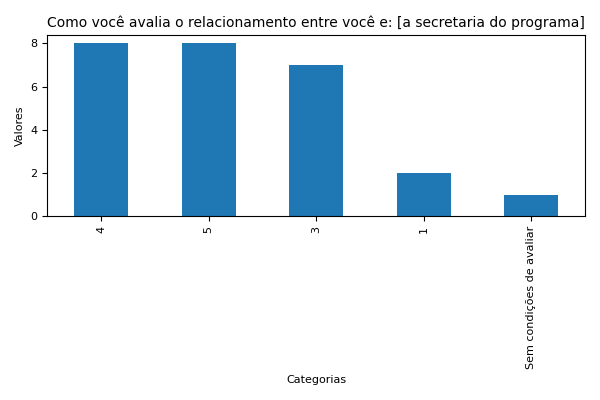 Como você avalia o relacionamento entre você e: [a secretaria do programa]
Valores
8
6
4
2
0
4
5
3
1
Sem condições de avaliar
Categorias